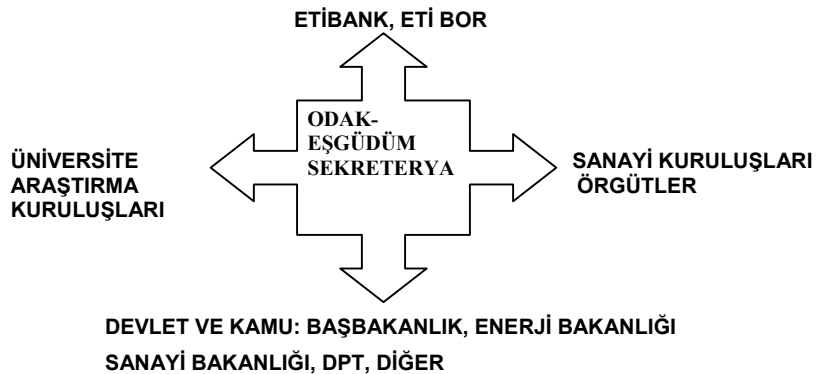 ETİBANK, ETİ BOR
ODAK-
EŞGÜDÜM
SEKRETERYA
ÜNİVERSİTE
ARAŞTIRMA
KURULUŞLARI
SANAYİ KURULUŞLARI
ÖRGÜTLER
DEVLET VE KAMU: BAŞBAKANLIK, ENERJİ BAKANLIĞI
SANAYİ BAKANLIĞI, DPT, DİĞER